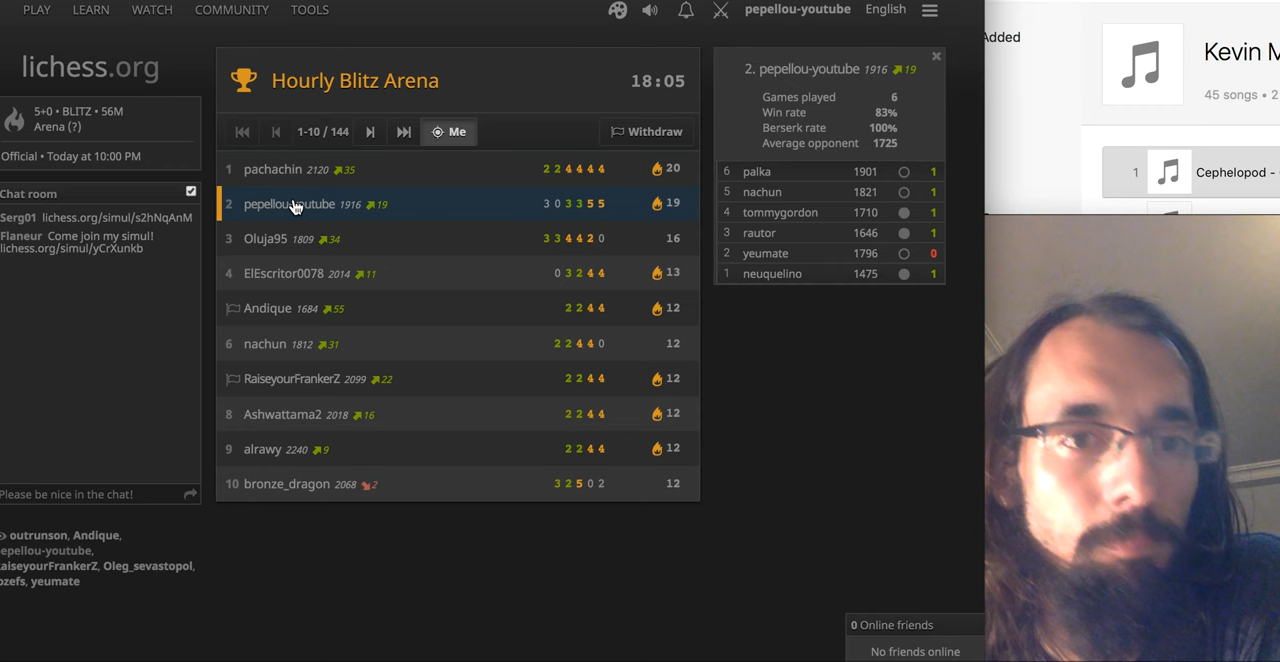 PLAY LEARN WATCH COMMUNITY TOOLS
pepellou-youtube English
lichess.org
5+0 • BLITZ • 56M
Arena (?)
Official • Today at 10:00 PM
Chat room
Serg01 lichess.org/simul/s2hNqAnM
Flaneur Come join my simul!
lichess.org/simul/yCrXunkb
Please be nice in the chat!
outrunson, Andique,
pepellou-youtube,
RaiseyourFrankerZ, Oleg_sevastopol,
ozefs, yeumate
Hourly Blitz Arena 18:05
1-10 / 144 Me Withdraw
1 pachachin 2120 35 2 2 4 4 4 4 20
2 pepellou-youtube 1916 19 3 0 3 3 5 5 19
3 Oluja95 1809 34 3 3 4 4 2 0 16
4 ElEscritor0078 2014 11 0 3 2 4 4 13
Andique 1684 55 2 2 4 4 12
6 nachun 1812 31 2 2 4 4 0 12
RaiseyourFrankerZ 2099 22 2 2 4 4 12
8 Ashwattama2 2018 16 2 2 4 4 12
9 alrawy 2240 9 2 2 4 4 12
10 bronze_dragon 2068 2 3 2 5 0 2 12
2. pepellou-youtube 1916 19
Games played 6
Win rate 83%
Berserk rate 100%
Average opponent 1725
6 palka 1901 1
5 nachun 1821 1
4 tommygordon 1710 1
3 rautor 1646 1
2 yeumate 1796 0
1 neuquelino 1475 1
0 Online friends
No friends online
Added
Kevin M
45 songs • 2
1 Cephelopod -